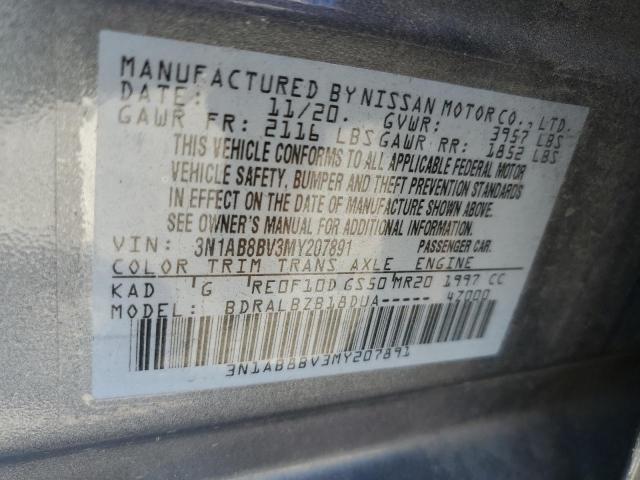 MANUFACTURED BY NISSAN MOTOR CO., LTD.
DATE: 11/20. GVWR: 3957 LBS
GAWR FR: 2116 LBS GAWR RR: 1852 LBS
THIS VEHICLE CONFORMS TO ALL APPLICABLE FEDERAL MOTOR
VEHICLE SAFETY, BUMPER AND THEFT PREVENTION STANDARDS
IN EFFECT ON THE DATE OF MANUFACTURE SHOWN ABOVE.
SEE OWNER'S MANUAL FOR ADDITIONAL INFORMATION.
VIN: 3N1AB8BV3MY207891 PASSENGER CAR.
COLOR TRIM TRANS AXLE ENGINE
KAD G RE0F10D GS50 MR20 1997 CC
MODEL: BDRALBZB18DUA----- 47000
3N1AB8BV3MY207891